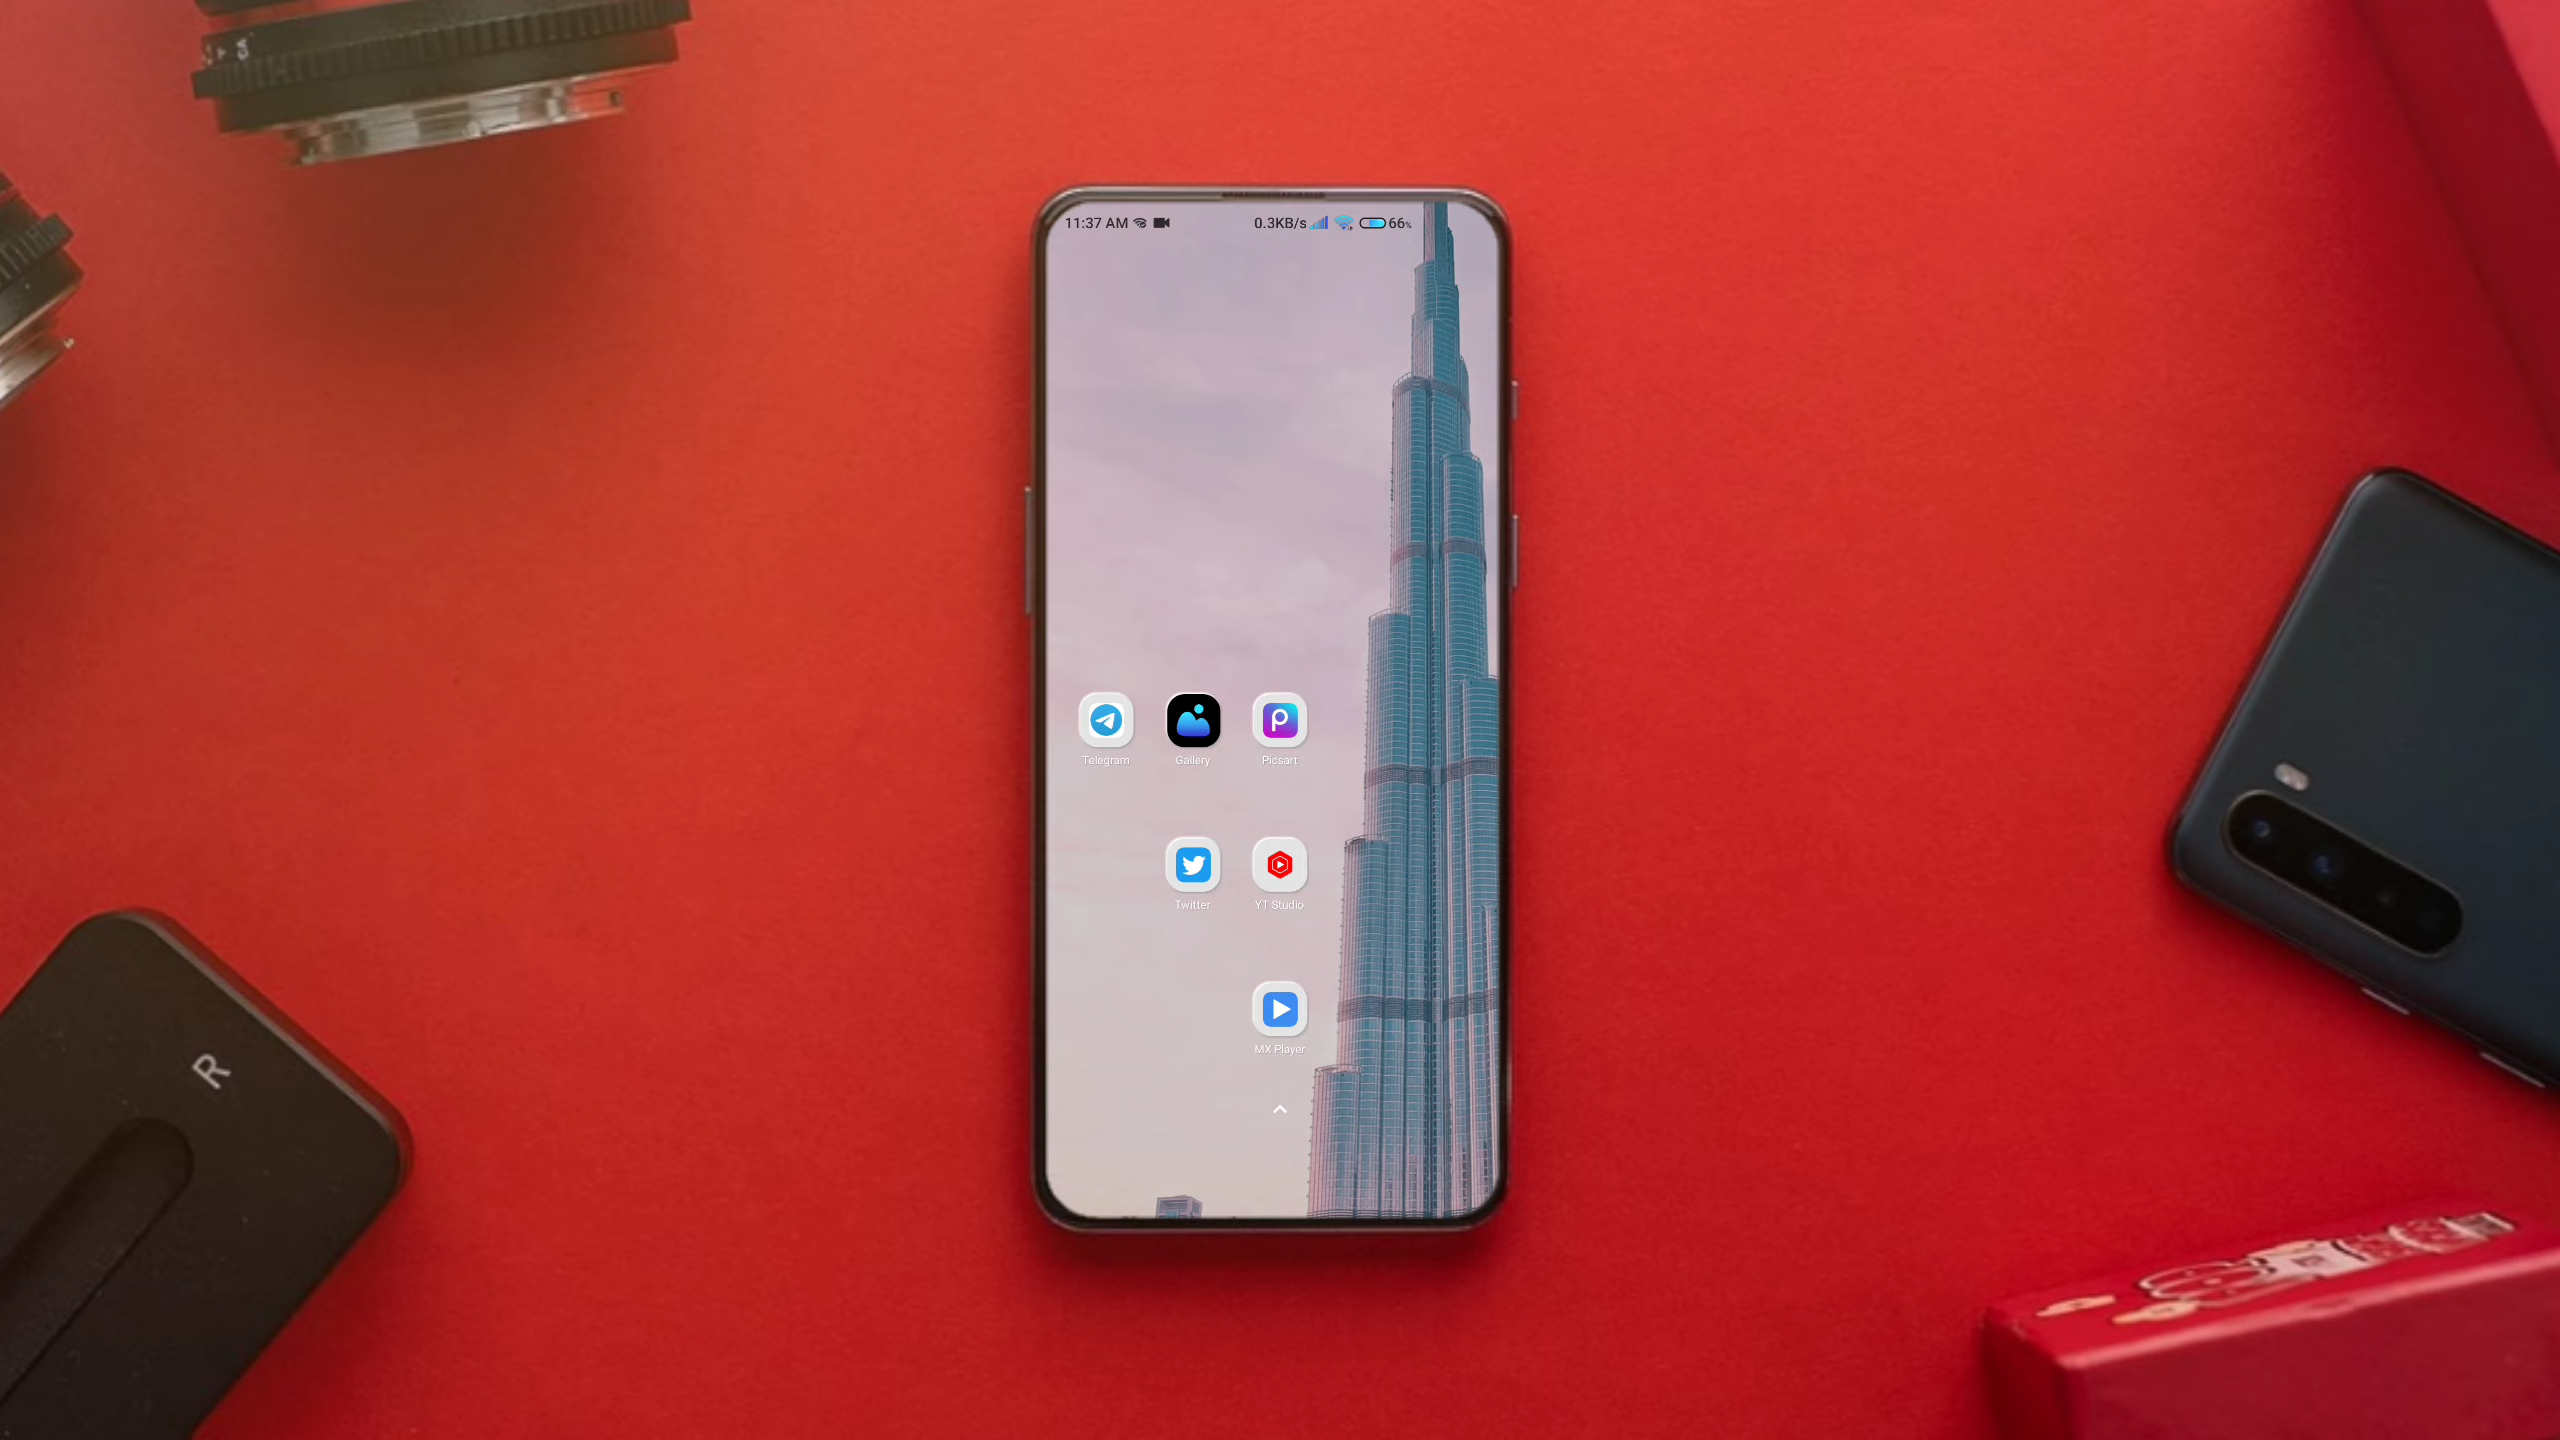 11:37 AM
0.3KB/s 66%
Telegram Gallery Picsart
Twitter YT Studio
MX Player
R